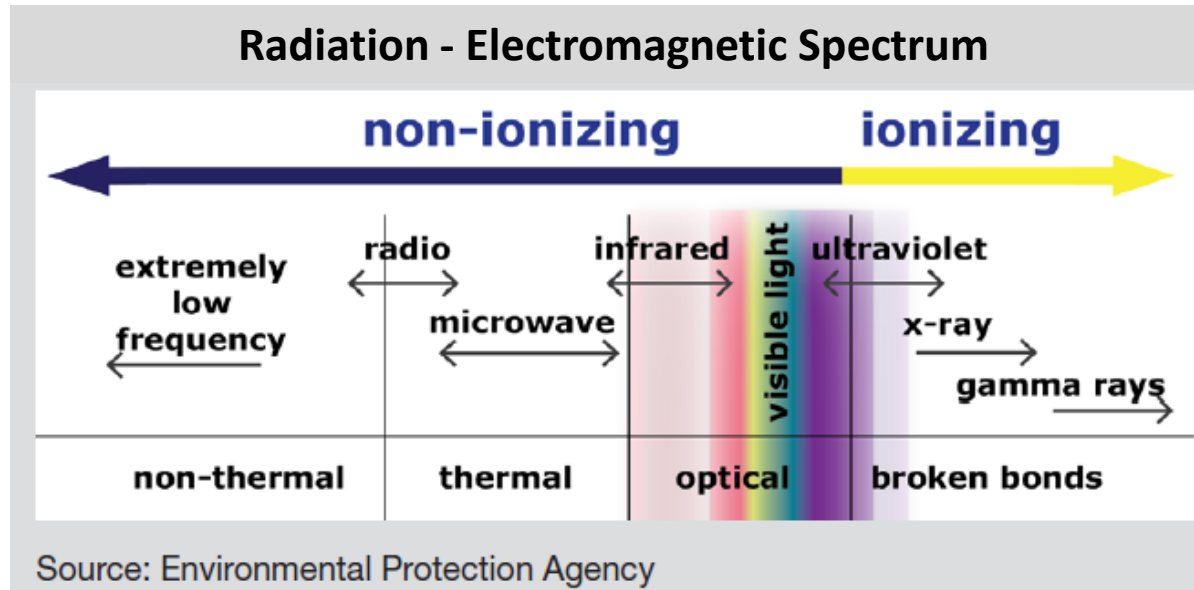 Radiation - Electromagnetic Spectrum
non-ionizing ionizing
extremely
low
frequency
radio
microwave
infrared
visible light
ultraviolet
x-ray
gamma rays
non-thermal thermal optical broken bonds
Source: Environmental Protection Agency